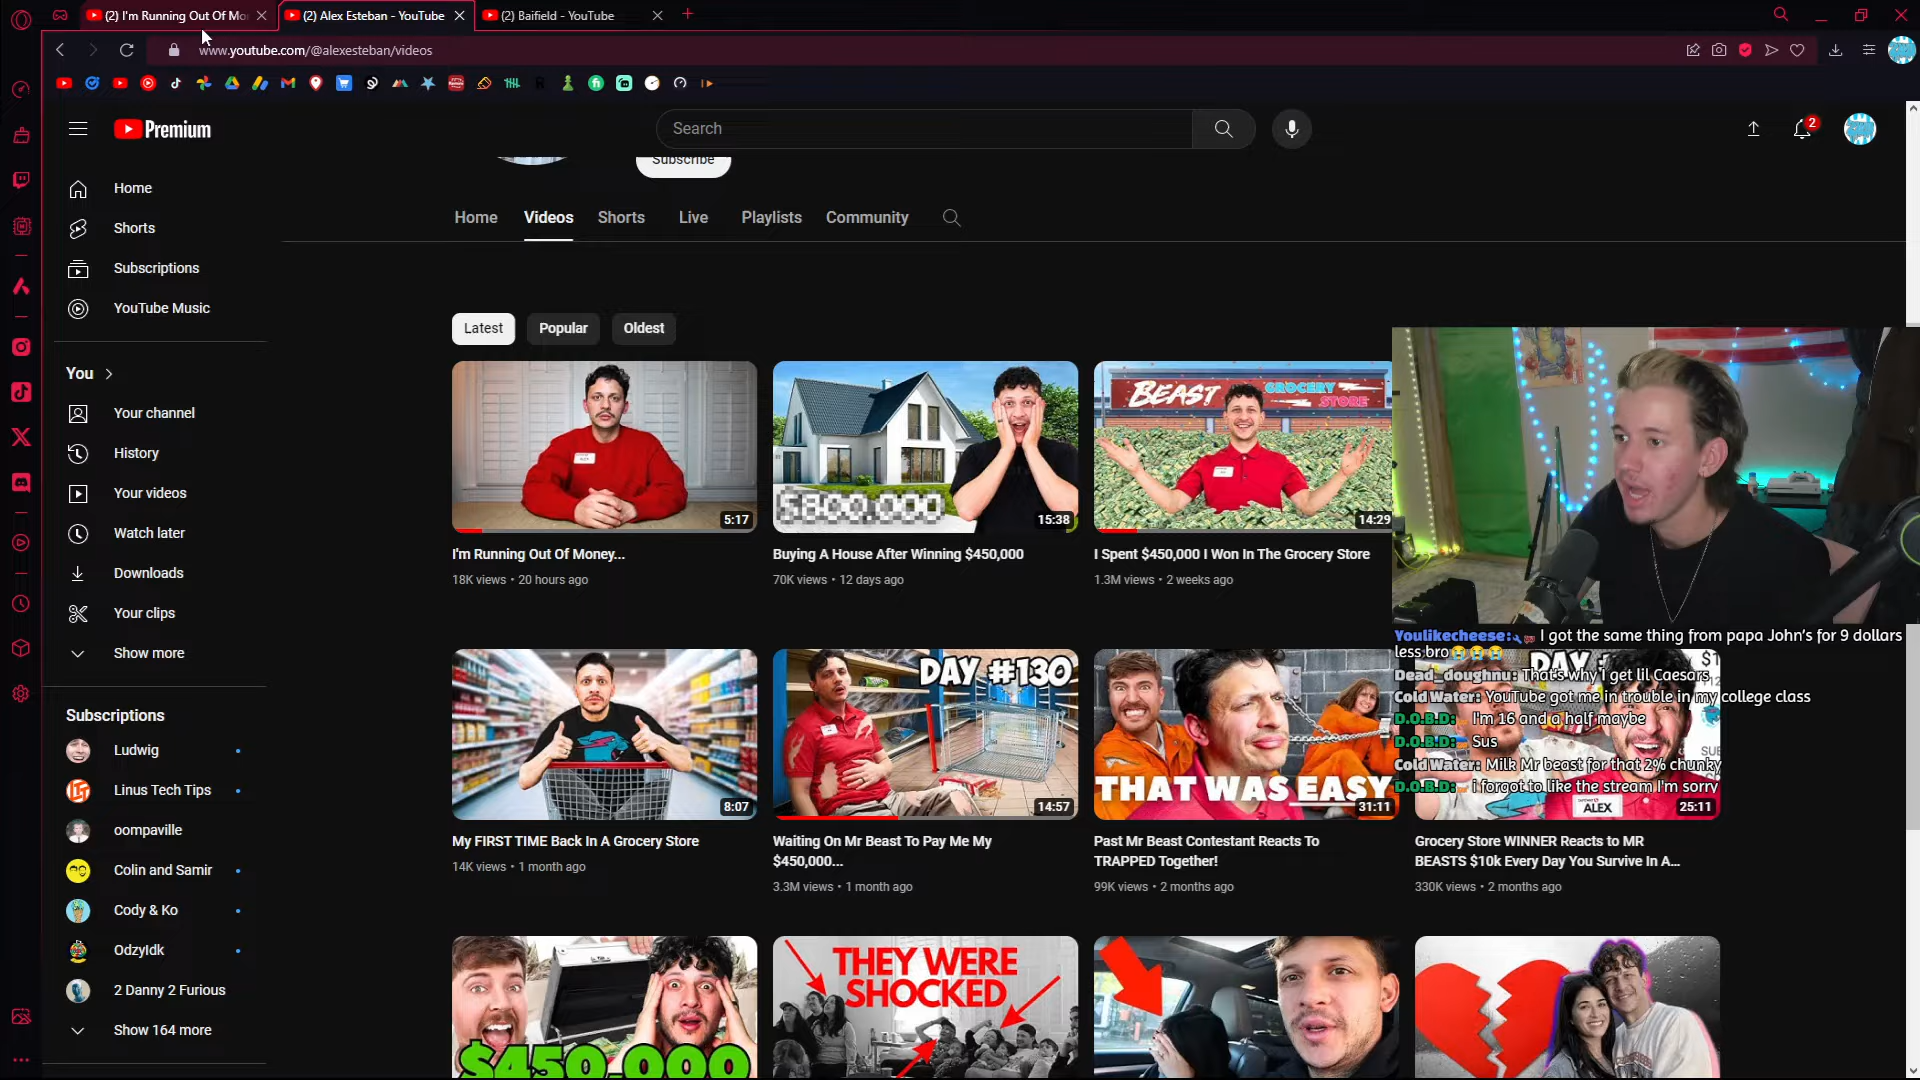 (2) I'm Running Out Of Mo
(2) Alex Esteban - YouTube
(2) Baifield - YouTube
www.youtube.com/@alexesteban/videos
Premium
Search
2
Subscribe
Home
Shorts
Subscriptions
YouTube Music
You
Your channel
History
Your videos
Watch later
Downloads
Your clips
Show more
Subscriptions
Ludwig
Linus Tech Tips
oompaville
Colin and Samir
Cody & Ko
OdzyIdk
2 Danny 2 Furious
Show 164 more
Home
Videos
Shorts
Live
Playlists
Community
Latest
Popular
Oldest
5:17
I'm Running Out Of Money...
18K views • 20 hours ago
15:38
Buying A House After Winning $450,000
70K views • 12 days ago
BEAST GROCERY STORE
14:29
I Spent $450,000 I Won In The Grocery Store
1.3M views • 2 weeks ago
8:07
My FIRST TIME Back In A Grocery Store
14K views • 1 month ago
DAY #130
14:57
Waiting On Mr Beast To Pay Me My
$450,000...
3.3M views • 1 month ago
THAT WAS EASY
31:11
Past Mr Beast Contestant Reacts To
TRAPPED Together!
99K views • 2 months ago
DAY
ALEX
25:11
Grocery Store WINNER Reacts to MR
BEASTS $10k Every Day You Survive In A...
330K views • 2 months ago
$450,000
THEY WERE
SHOCKED
Youlikecheese: I got the same thing from papa John's for 9 dollars
less bro😭😭😭
Dead_doughnu: That's why I get lil Caesars
Cold Water: YouTube got me in trouble in my college class
D.O.B.D: I'm 16 and a half maybe
D.O.B.D: Sus
Cold Water: Milk Mr beast for that 2% chunky
D.O.B.D: i forgot to like the stream I'm sorry